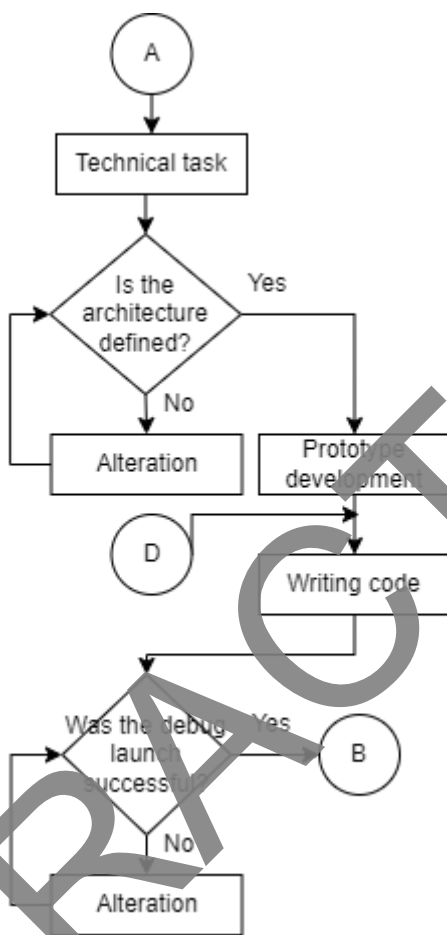 A
Technical task
Is the
architecture
defined?
Yes
No
Alteration
Prototype
development
D
Writing code
Was the debug
launch
successful?
Yes
B
No
Alteration
RACT